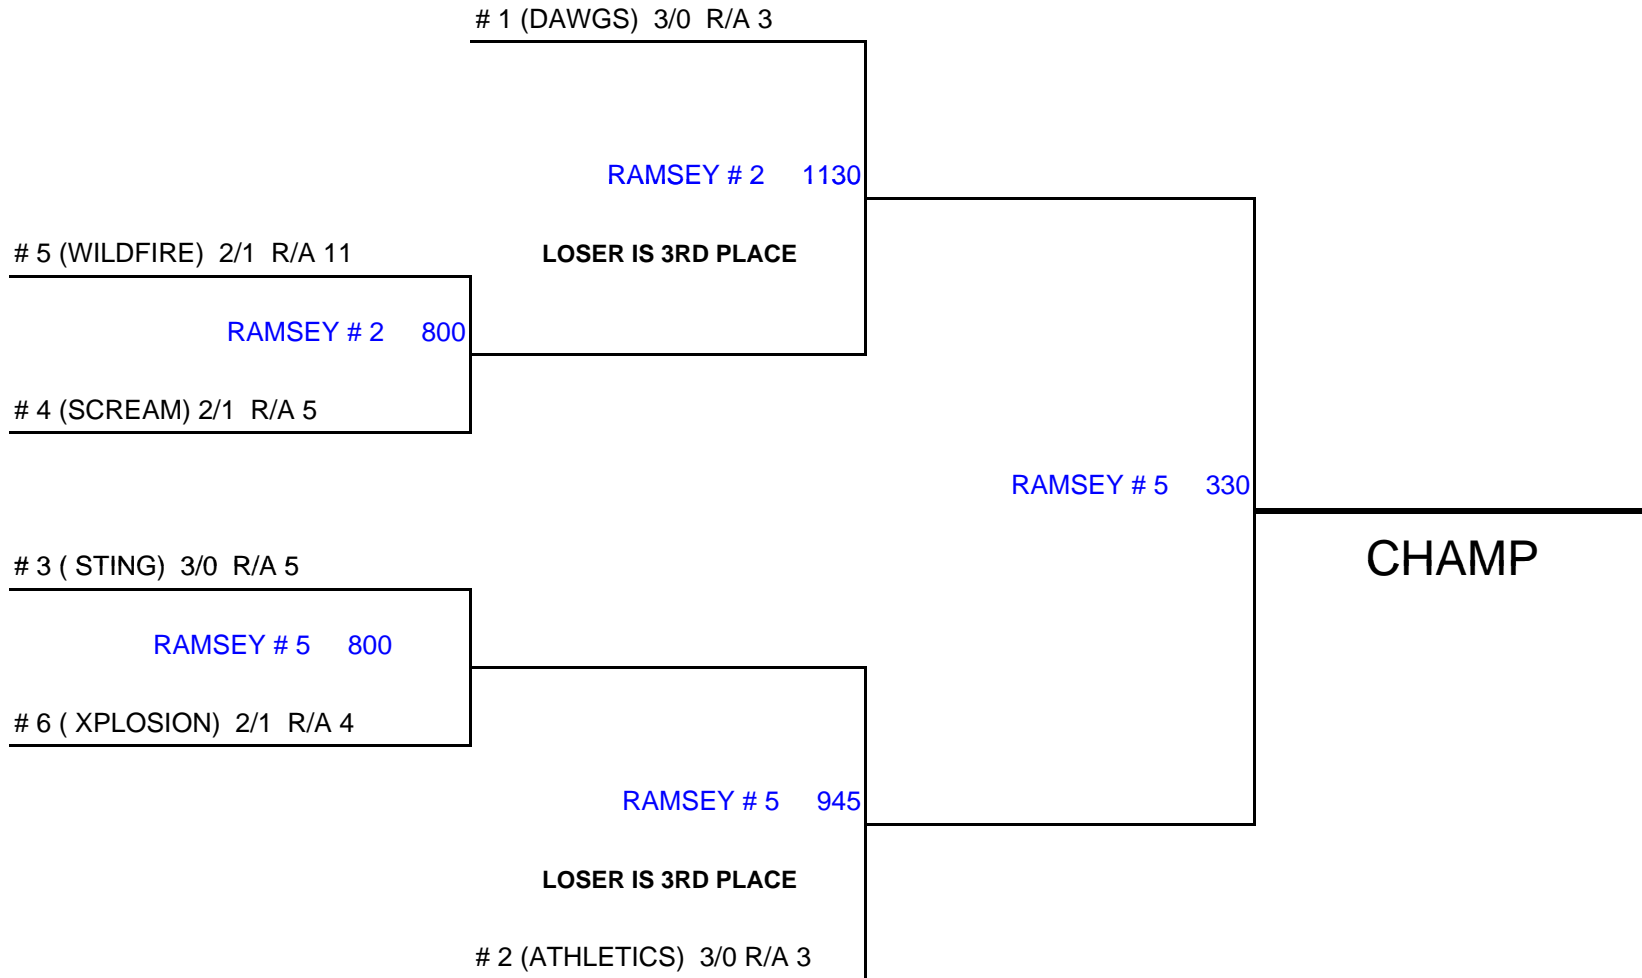 # 1 (DAWGS) 3/0 R/A 3
RAMSEY # 2 1130
# 5 (WILDFIRE) 2/1 R/A 11
LOSER IS 3RD PLACE
RAMSEY # 2 800
# 4 (SCREAM) 2/1 R/A 5
RAMSEY # 5 330
CHAMP
# 3 ( STING) 3/0 R/A 5
RAMSEY # 5 800
# 6 ( XPLOSION) 2/1 R/A 4
RAMSEY # 5 945
LOSER IS 3RD PLACE
# 2 (ATHLETICS) 3/0 R/A 3